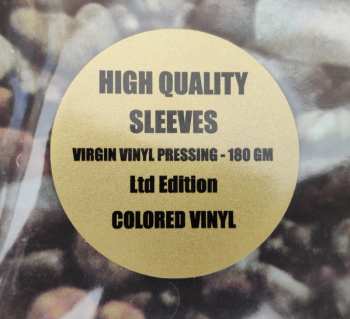 HIGH QUALITY
SLEEVES
VIRGIN VINYL PRESSING - 180 GM
Ltd Edition
COLORED VINYL